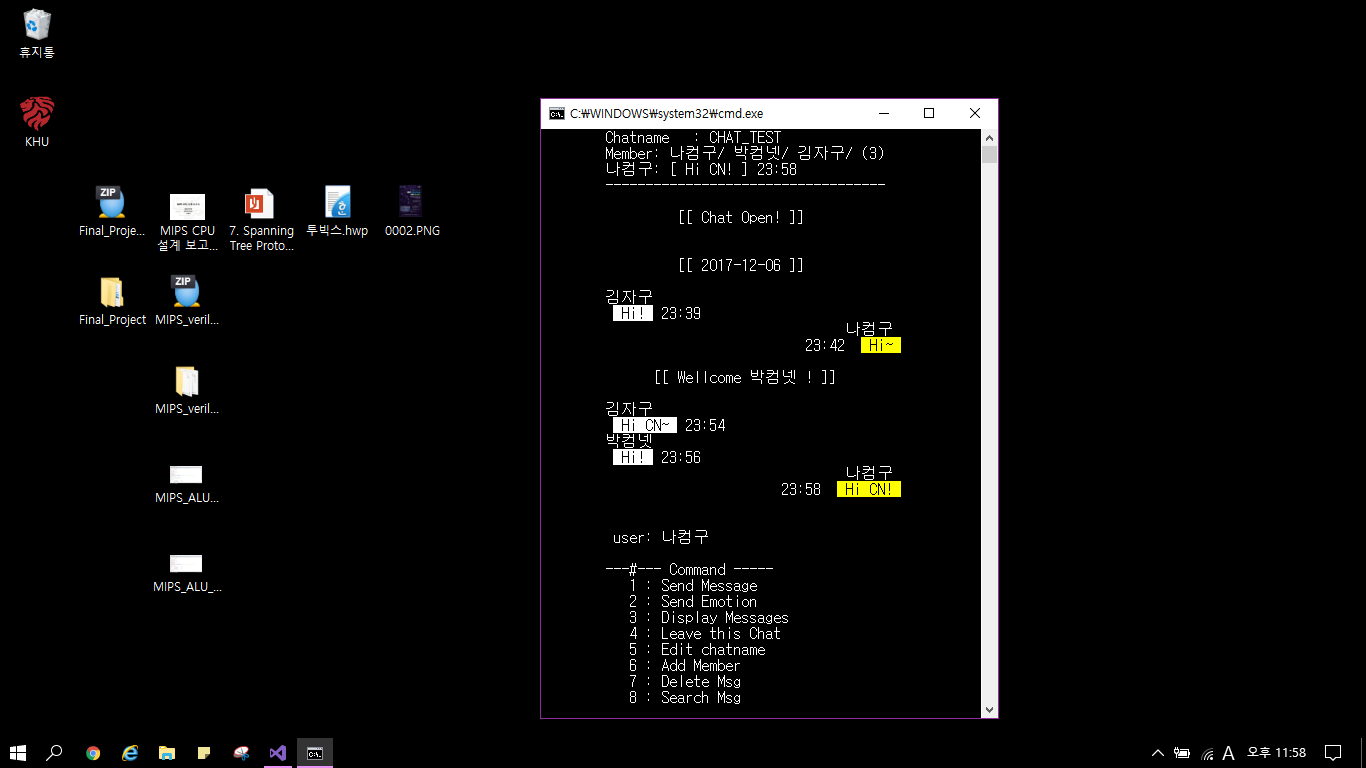 휴지통
KHU
ZIP
Final_Proje...
MIPS CPU
설계 보고...
7. Spanning
Tree Proto...
투빅스.hwp
0002.PNG
Final_Project
ZIP
MIPS_veril...
MIPS_veril...
MIPS_ALU...
MIPS_ALU_...
C:\WINDOWS\system32\cmd.exe
Chatname : CHAT_TEST
Member: 나컴구/ 박컴넷/ 김자구/ (3)
나컴구: [ Hi CN! ] 23:58
-----------------------------------
[[ Chat Open! ]]
[[ 2017-12-06 ]]
김자구
Hi! 23:39
나컴구
23:42 Hi~
[[ Wellcome 박컴넷 ! ]]
김자구
Hi CN~ 23:54
박컴넷
Hi! 23:56
나컴구
23:58 Hi CN!
user: 나컴구
---#--- Command -----
1 : Send Message
2 : Send Emotion
3 : Display Messages
4 : Leave this Chat
5 : Edit chatname
6 : Add Member
7 : Delete Msg
8 : Search Msg
A 오후 11:58